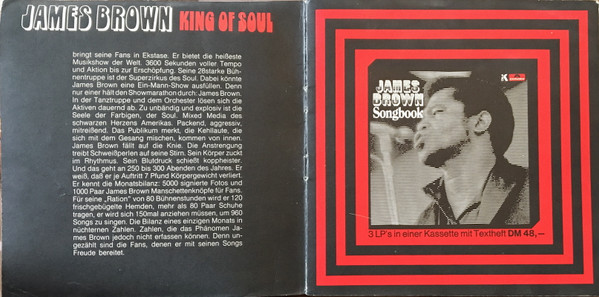 JAMES BROWN KING OF SOUL
bringt seine Fans in Ekstase. Er bietet die heißeste
Musikshow der Welt. 3600 Sekunden voller Tempo
und Aktion bis zur Erschöpfung. Seine 28starke Büh-
nentruppe ist der Superzirkus des Soul. Dabei könnte
James Brown eine Ein-Mann-Show ausfüllen. Denn
nur einer hält den Showmarathon durch: James Brown.
In der Tanztruppe und dem Orchester lösen sich die
Aktiven dauernd ab. Zu unbändig und explosiv ist die
Seele der Farbigen, der Soul. Mixed Media des
schwarzen Herzens Amerikas. Packend, aggressiv,
mitreißend. Das Publikum merkt, die Kehllaute, die
sich mit dem Gesang mischen, kommen von innen.
James Brown fällt auf die Knie. Die Anstrengung
treibt Schweißperlen auf seine Stirn. Sein Körper zuckt
im Rhythmus. Sein Blutdruck schießt koppheister.
Und das geht an 250 bis 300 Abenden des Jahres. Er
weiß, daß er je Auftritt 7 Pfund Körpergewicht verliert.
Er kennt die Monatsbilanz: 5000 signierte Fotos und
1000 Paar James Brown Manschettenknöpfe für Fans.
Für seine „Ration" von 80 Bühnenstunden wird er 120
frischgebügelte Hemden, mehr als 80 Paar Schuhe
tragen, er wird sich 150mal anziehen müssen, um 960
Songs zu singen. Die Bilanz eines einzigen Monats in
nüchternen Zahlen. Zahlen, die das Phänomen Ja-
mes Brown jedoch nicht erfassen können. Denn un-
gezählt sind die Fans, denen er mit seinen Songs
Freude bereitet.
K
JAMES
BROWN
Songbook
3 LP's in einer Kassette mit Textheft DM 48,—